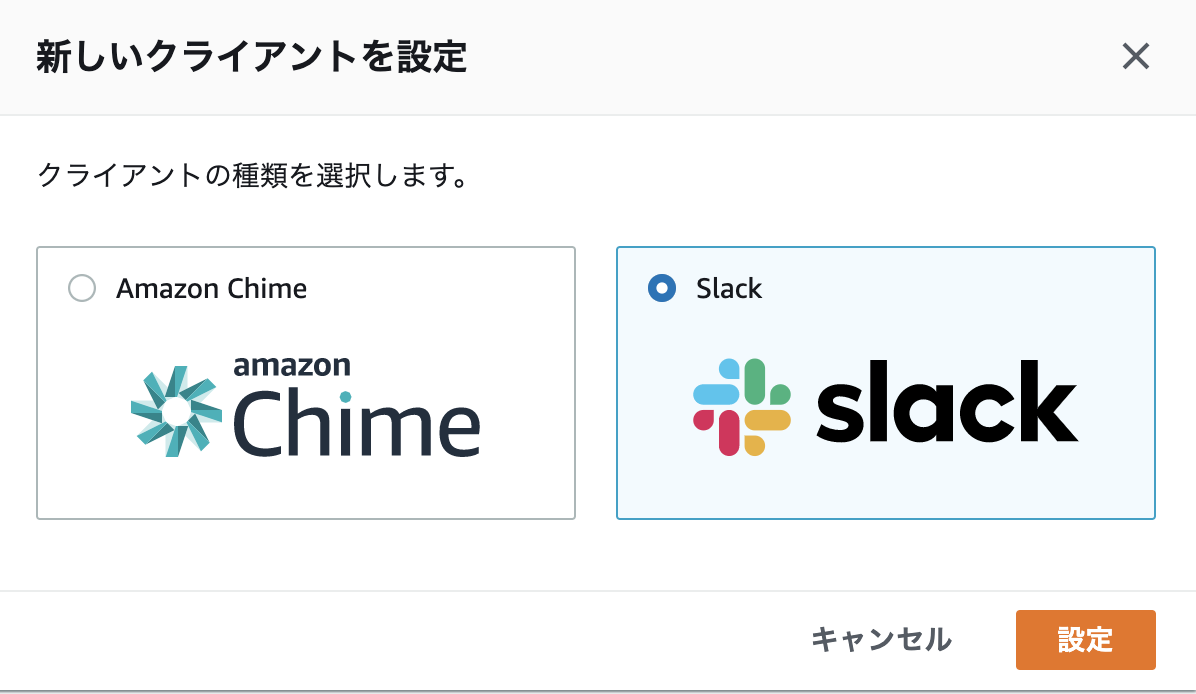 新しいクライアントを設定
クライアントの種類を選択します。
Amazon Chime
amazon
Chime
Slack
slack
キャンセル
設定